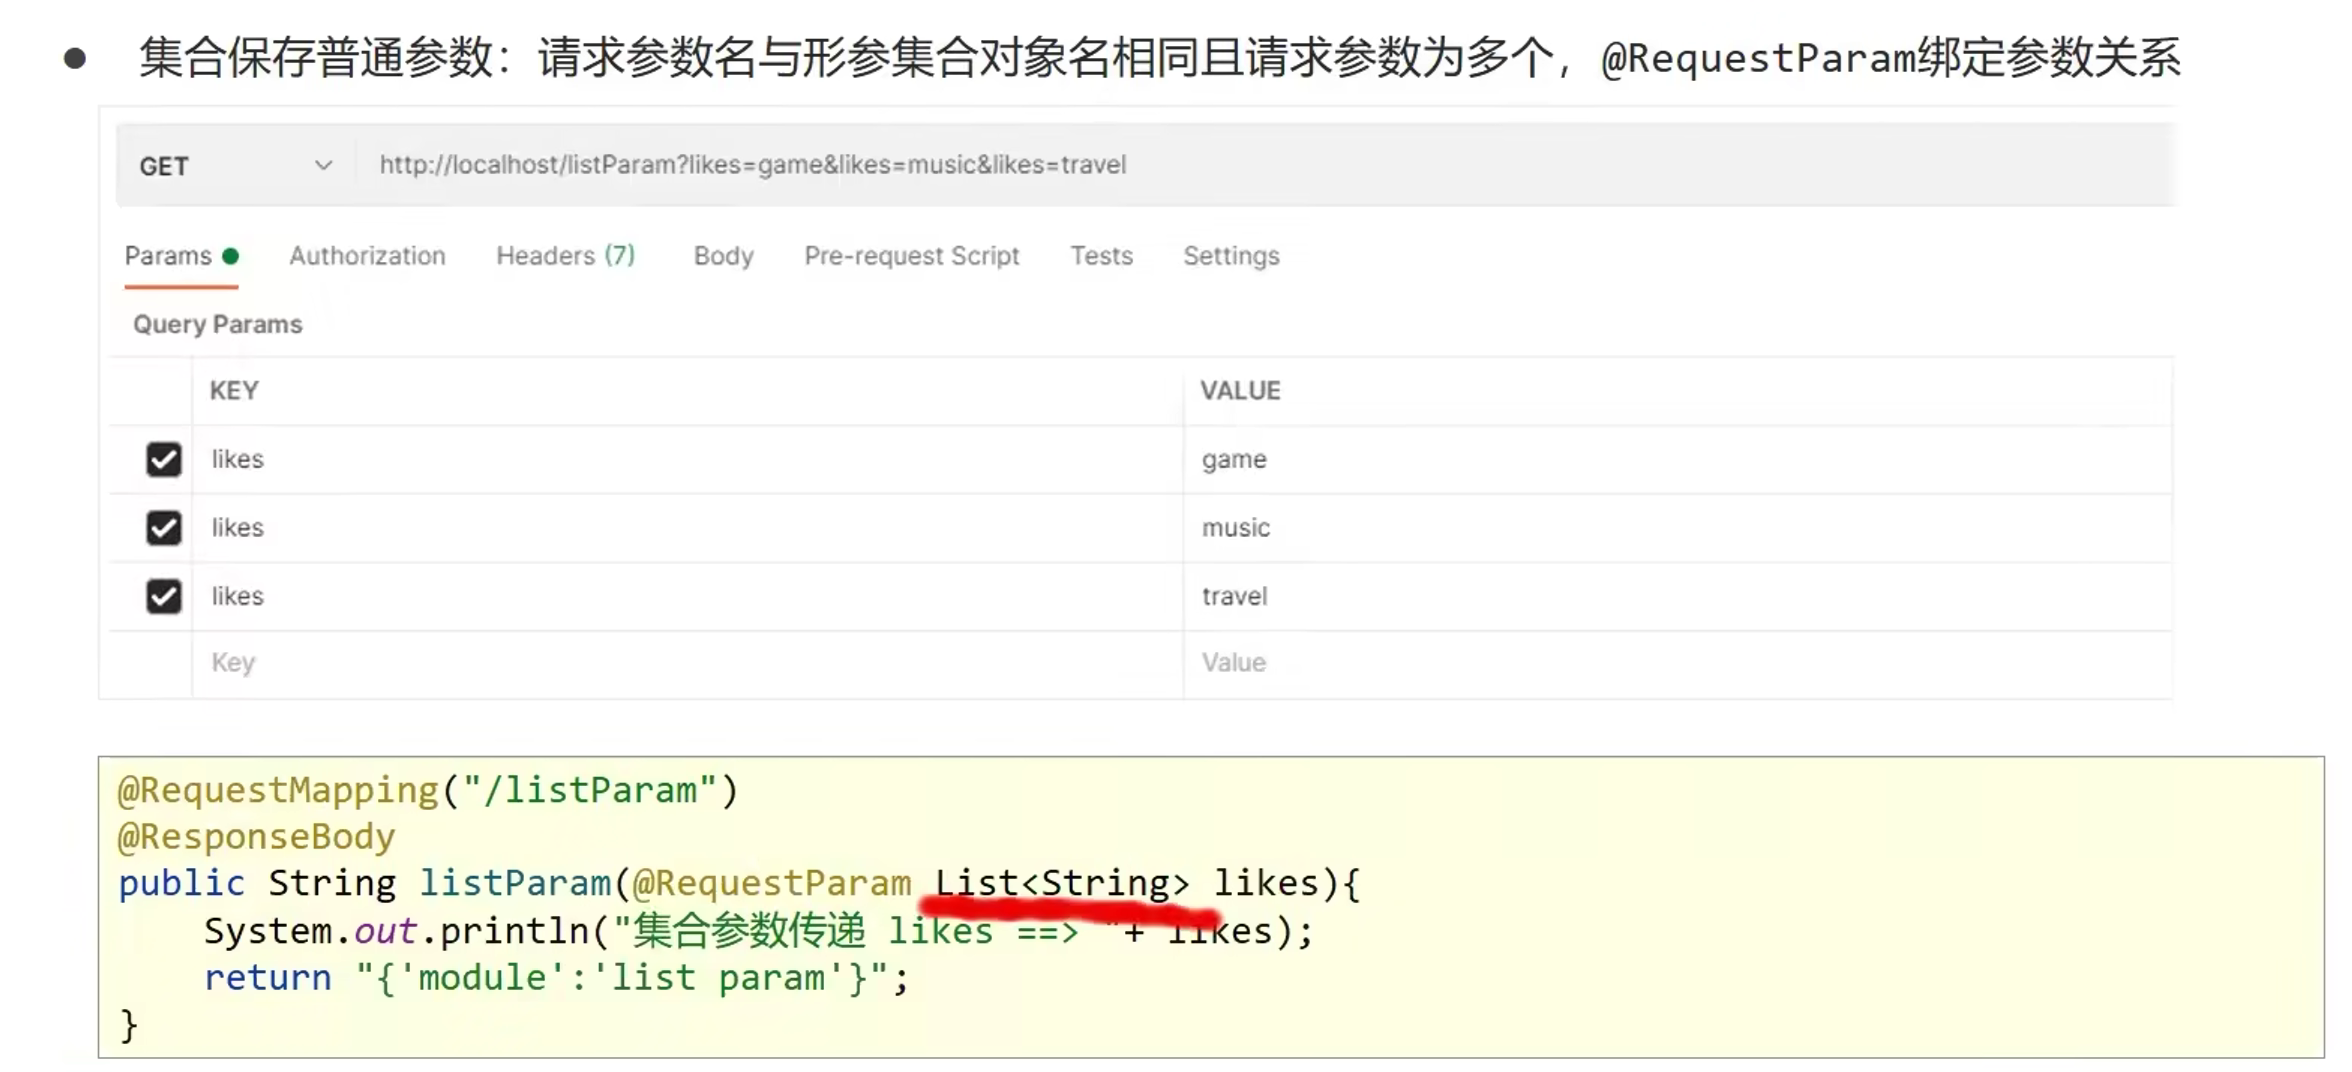 集合保存普通参数：请求参数名与形参集合对象名相同且请求参数为多个，@RequestParam绑定参数关系
GET http://localhost/listParam?likes=game&likes=music&likes=travel
Params Authorization Headers (7) Body Pre-request Script Tests Settings
Query Params
KEY VALUE
likes game
likes music
likes travel
Key Value
@RequestMapping("/listParam")
@ResponseBody
public String listParam(@RequestParam List<String> likes){
System.out.println("集合参数传递 likes ==> "+ likes);
return "{'module':'list param'}";
}